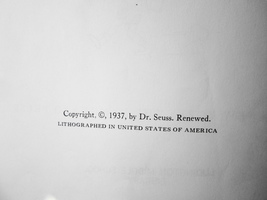 Copyright, ©, 1937, by Dr. Seuss. Renewed.
LITHOGRAPHED IN UNITED STATES OF AMERICA